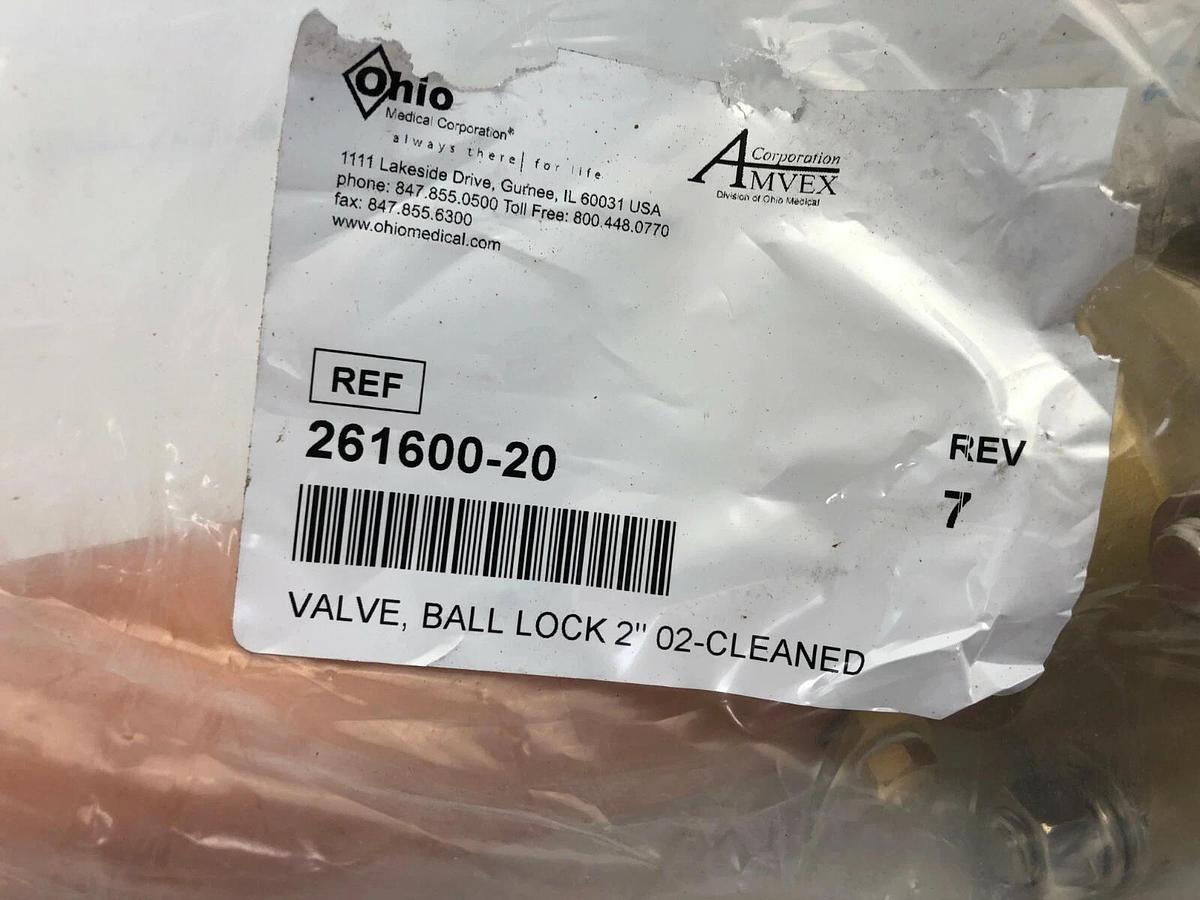 Ohio
Medical Corporation®
always there | for life.
1111 Lakeside Drive, Gurnee, IL 60031 USA
phone: 847.855.0500 Toll Free: 800.448.0770
fax: 847.855.6300
www.ohiomedical.com
Corporation
AMVEX
Division of Ohio Medical
REF
261600-20
REV
7
VALVE, BALL LOCK 2" 02-CLEANED